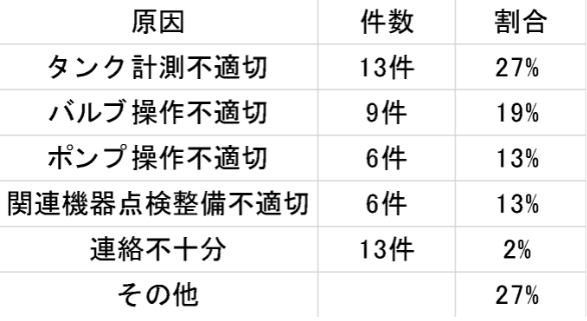 原因 件数 割合
タンク計測不適切 13件 27%
バルブ操作不適切 9件 19%
ポンプ操作不適切 6件 13%
関連機器点検整備不適切 6件 13%
連絡不十分 13件 2%
その他 27%